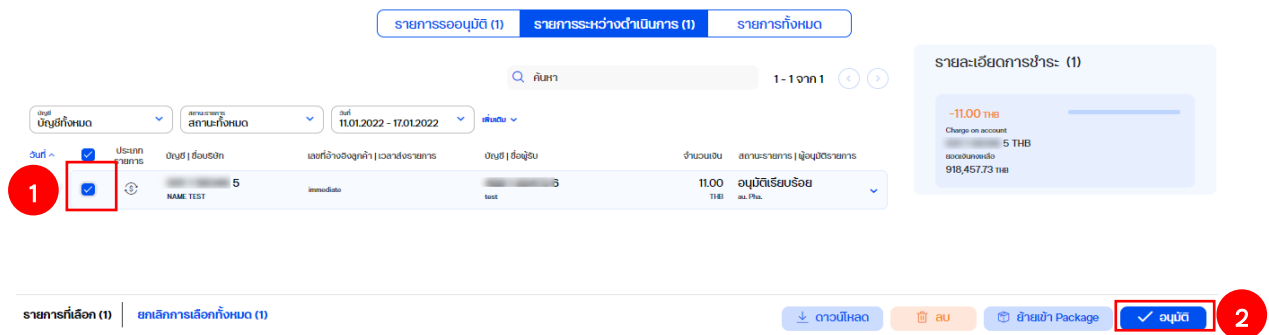 รายการรออนุมัติ (1) รายการระหว่างดำเนินการ (1) รายการทั้งหมด
รายละเอียดการชำระ (1)
ค้นหา 1 - 1 จาก 1
-11.00 THB
Charge on account
5 THB
ยอดเงินคงเหลือ
918,457.73 THB
บัญชี สถานะรายการ วันที่
บัญชีทั้งหมด สถานะทั้งหมด 11.01.2022 - 17.01.2022 เพิ่มเติม
วันที่ ประเภทรายการ บัญชี | ชื่อบริษัท เลขที่อ้างอิงลูกค้า | เวลาส่งรายการ บัญชี | ชื่อผู้รับ จำนวนเงิน สถานะรายการ | ผู้อนุมัติรายการ
1 5 6 11.00 อนุมัติเรียบร้อย
NAME TEST immediate test THB au. Pha.
รายการที่เลือก (1) ยกเลิกการเลือกทั้งหมด (1) ดาวน์โหลด ลบ ย้ายเข้า Package อนุมัติ 2